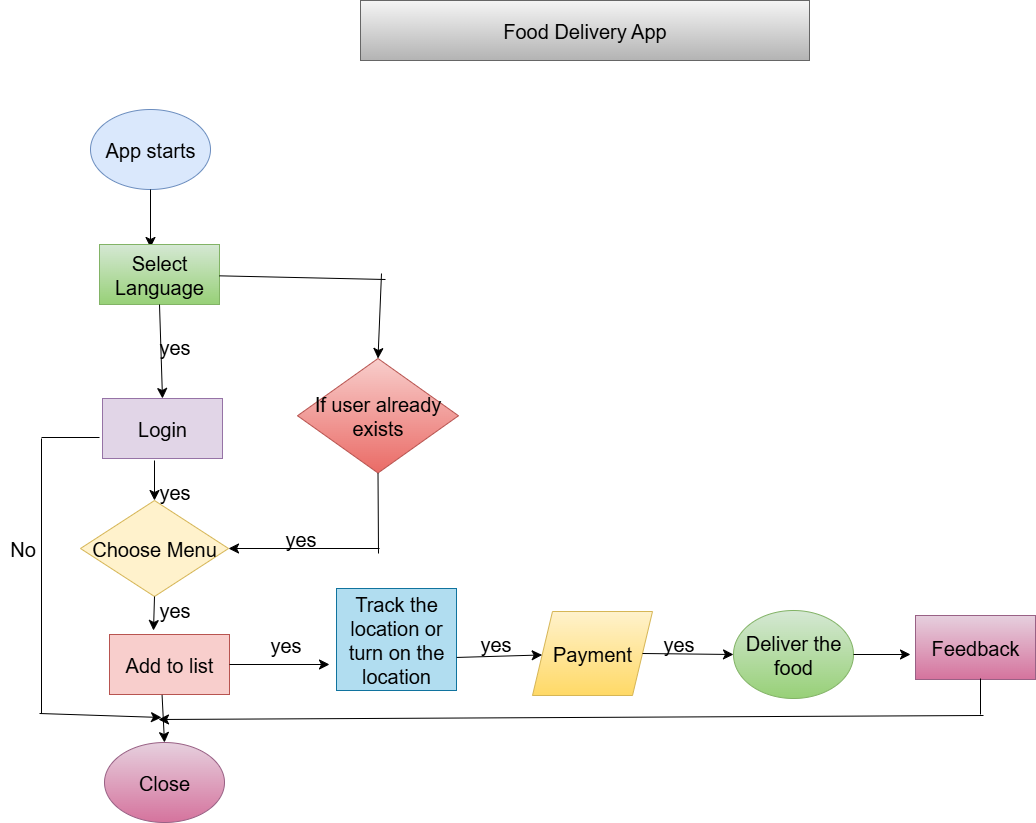 Food Delivery App
App starts
Select
Language
yes
If user already
exists
Login
yes
yes
No
Choose Menu
yes
Add to list
yes
Track the
location or
turn on the
location
yes
Payment
yes
Deliver the
food
Feedback
Close